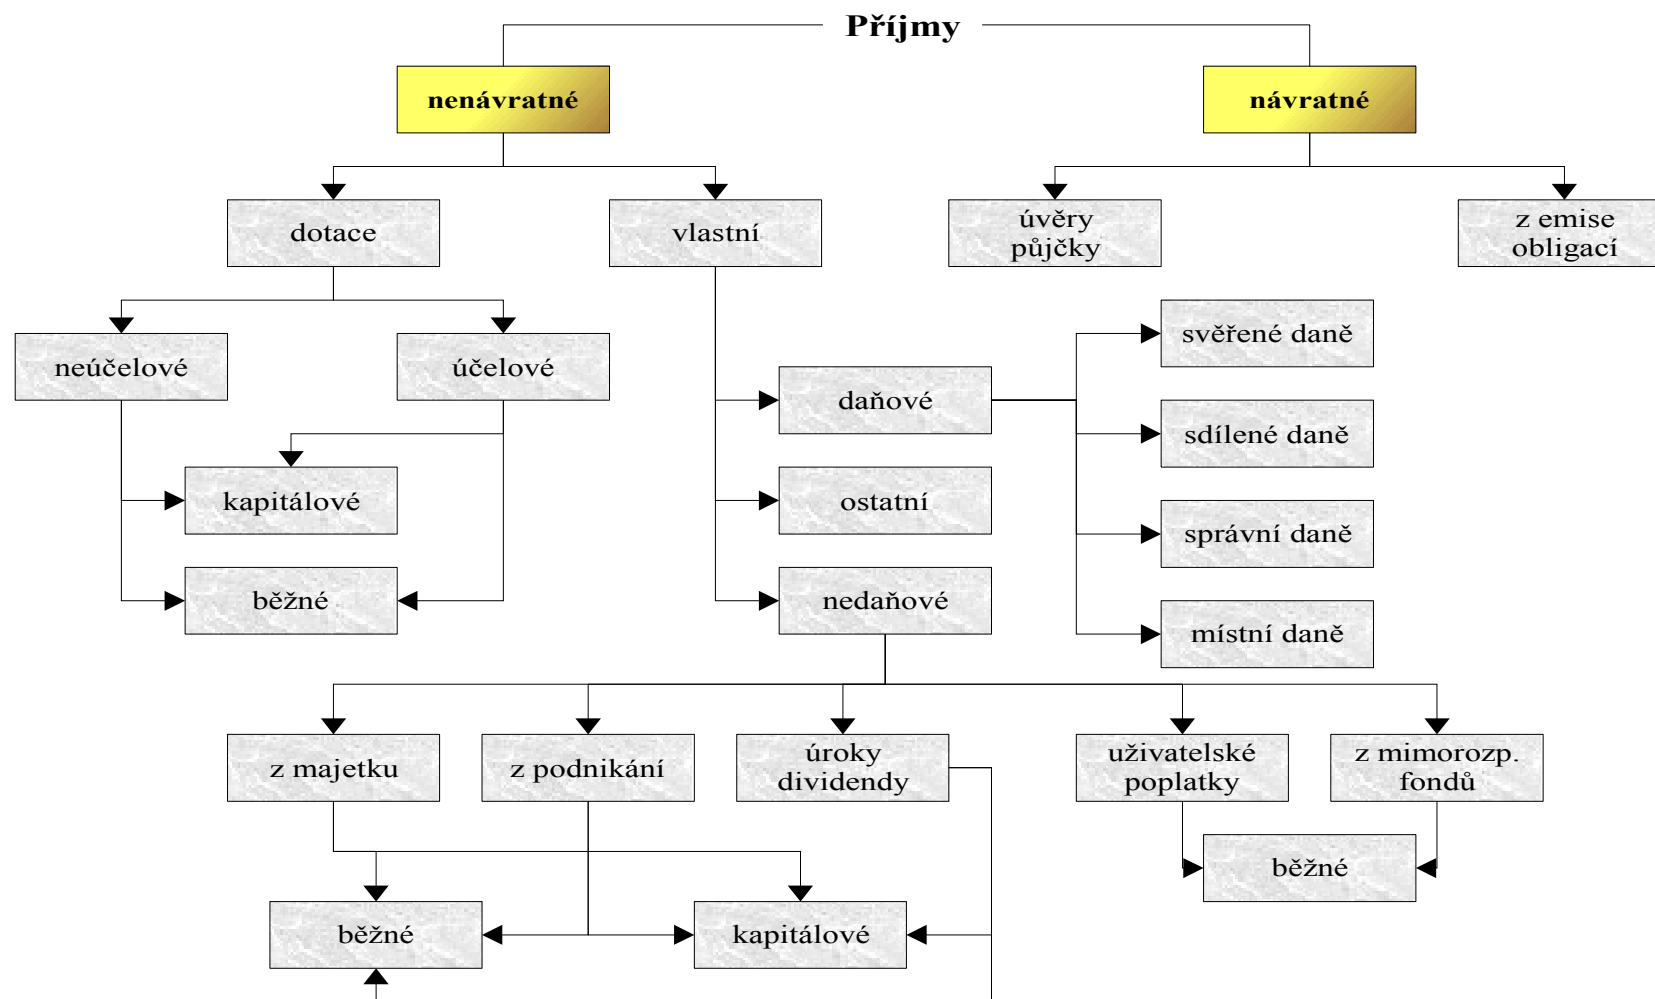 Příjmy
nenávratné
návratné
dotace
vlastní
úvěry
půjčky
z emise
obligací
neúčelové
účelové
svěřené daně
daňové
sdílené daně
kapitálové
ostatní
správní daně
běžné
nedaňové
místní daně
z majetku
z podnikání
úroky
dividendy
uživatelské
poplatky
z mimorozp.
fondů
běžné
běžné
kapitálové